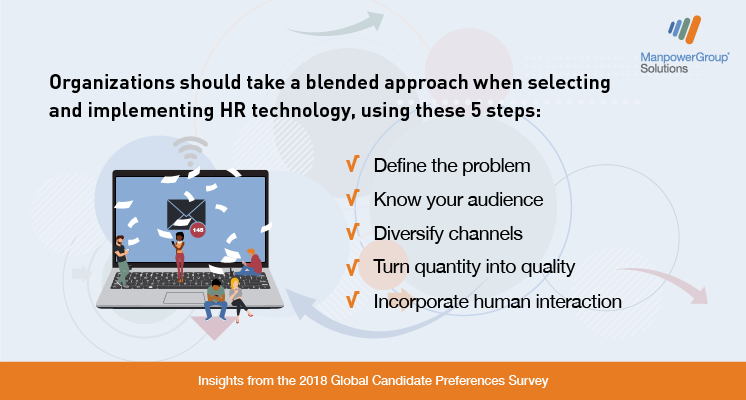 ManpowerGroup®
Solutions
Organizations should take a blended approach when selecting
and implementing HR technology, using these 5 steps:
√ Define the problem
√ Know your audience
√ Diversify channels
√ Turn quantity into quality
√ Incorporate human interaction
148
Insights from the 2018 Global Candidate Preferences Survey